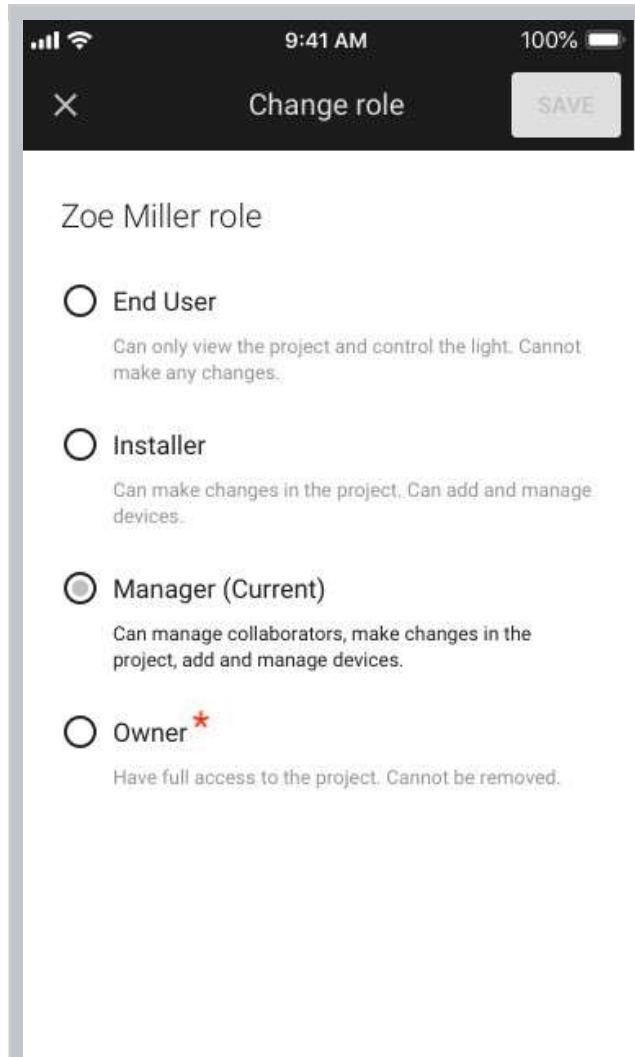 9:41 AM 100%
Change role SAVE
Zoe Miller role
End User
Can only view the project and control the light. Cannot
make any changes.
Installer
Can make changes in the project. Can add and manage
devices.
Manager (Current)
Can manage collaborators, make changes in the
project, add and manage devices.
Owner *
Have full access to the project. Cannot be removed.